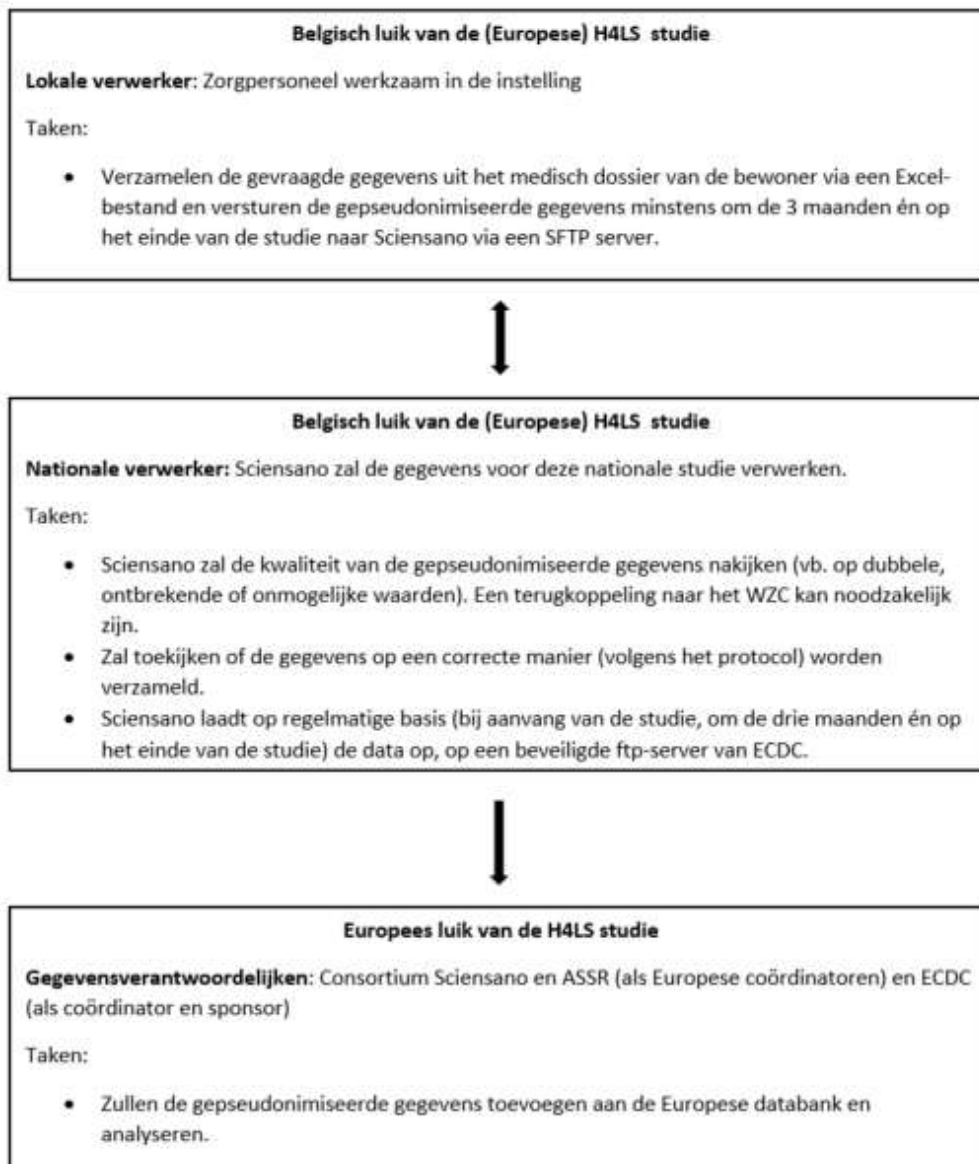 Belgisch luik van de (Europese) H4LS studie
Lokale verwerker: Zorgpersoneel werkzaam in de instelling
Taken:
• Verzamelen de gevraagde gegevens uit het medisch dossier van de bewoner via een Excel-
bestand en versturen de gepseudonimiseerde gegevens minstens om de 3 maanden én op
het einde van de studie naar Sciensano via een SFTP server.
Belgisch luik van de (Europese) H4LS studie
Nationale verwerker: Sciensano zal de gegevens voor deze nationale studie verwerken.
Taken:
• Sciensano zal de kwaliteit van de gepseudonimiseerde gegevens nakijken (vb. op dubbele,
ontbrekende of onmogelijke waarden). Een terugkoppeling naar het WZC kan noodzakelijk
zijn.
• Zal toekijken of de gegevens op een correcte manier (volgens het protocol) worden
verzameld.
• Sciensano laadt op regelmatige basis (bij aanvang van de studie, om de drie maanden én op
het einde van de studie) de data op, op een beveiligde ftp-server van ECDC.
Europees luik van de H4LS studie
Gegevensverantwoordelijken: Consortium Sciensano en ASSR (als Europese coördinatoren) en ECDC
(als coördinator en sponsor)
Taken:
• Zullen de gepseudonimiseerde gegevens toevoegen aan de Europese databank en
analyseren.